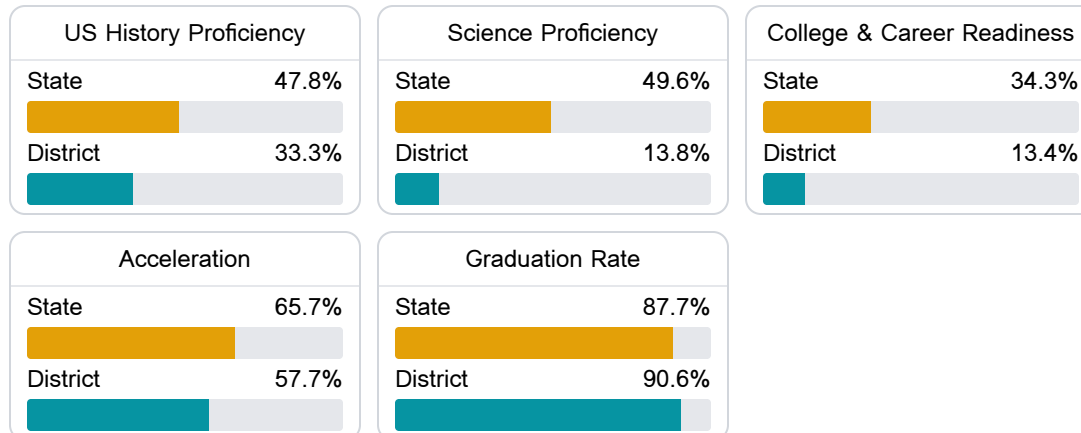 US History Proficiency
State 47.8%
District 33.3%
Science Proficiency
State 49.6%
District 13.8%
College & Career Readiness
State 34.3%
District 13.4%
Acceleration
State 65.7%
District 57.7%
Graduation Rate
State 87.7%
District 90.6%